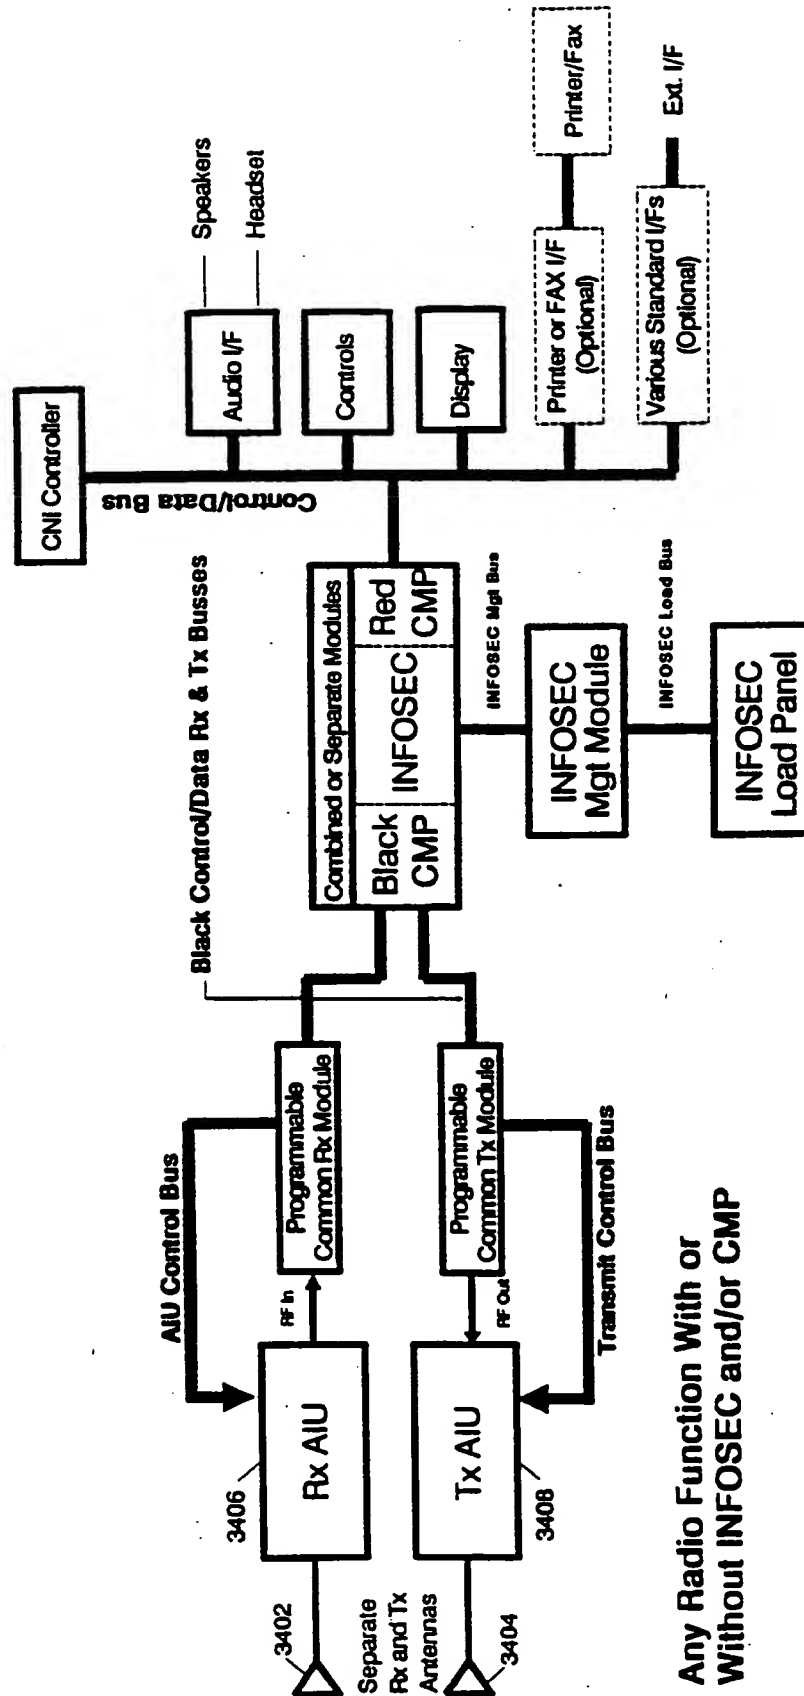 CNI Controller
Control/Data Bus
Audio I/F
Speakers
Headset
Controls
Display
Printer or FAX I/F
(Optional)
Printer/Fax
Various Standard I/Fs
(Optional)
Ext. I/F
Black Control/Data Rx & Tx Busses
Combined or Separate Modules
Black
CMP
INFOSEC
Red
CMP
INFOSEC Mgt Bus
INFOSEC
Mgt Module
INFOSEC Load Bus
INFOSEC
Load Panel
AIU Control Bus
Programmable
Common Rx Module
RF In
Rx AIU
3406
3402
Separate
Rx and Tx
Antennas
3404
Tx AIU
3408
RF Out
Programmable
Common Tx Module
Transmit Control Bus
Any Radio Function With or
Without INFOSEC and/or CMP